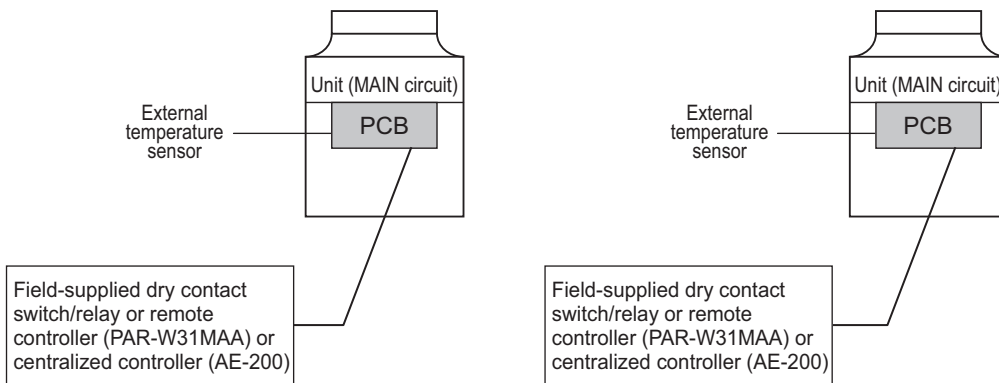 Unit (MAIN circuit)
PCB
External
temperature
sensor
Field-supplied dry contact
switch/relay or remote
controller (PAR-W31MAA) or
centralized controller (AE-200)
Unit (MAIN circuit)
PCB
External
temperature
sensor
Field-supplied dry contact
switch/relay or remote
controller (PAR-W31MAA) or
centralized controller (AE-200)